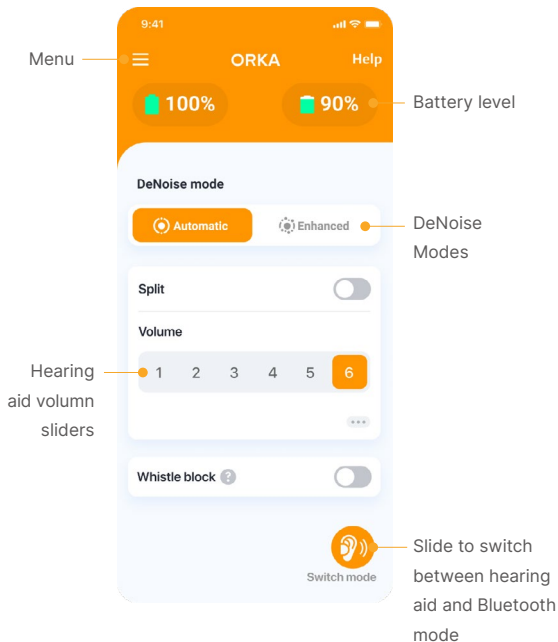 9:41
Menu
ORKA
Help
100%
90%
Battery level
DeNoise mode
Automatic
Enhanced
DeNoise
Modes
Split
Volume
1 2 3 4 5 6
Hearing
aid volumn
sliders
Whistle block ?
Switch mode
Slide to switch
between hearing
aid and Bluetooth
mode